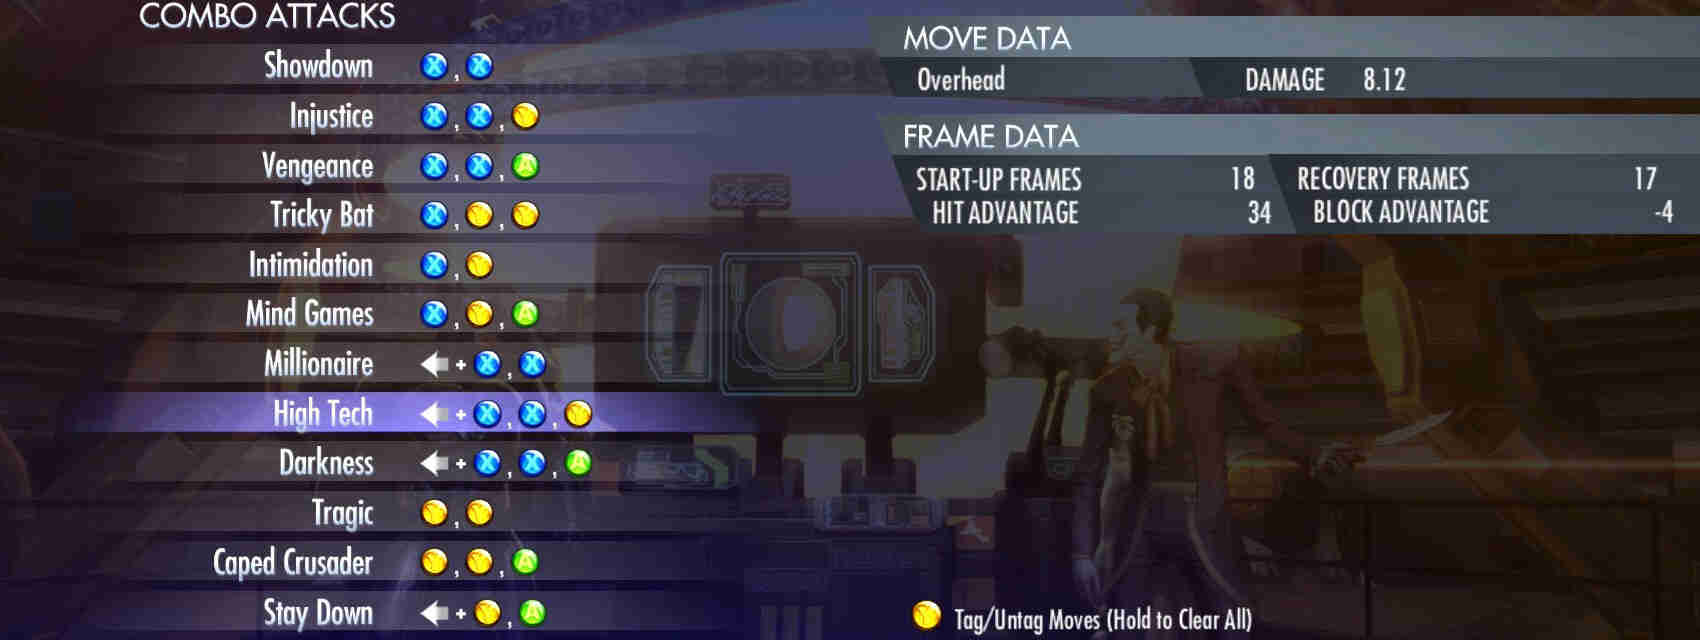 COMBO ATTACKS
Showdown X , X
Injustice X , X , Y
Vengeance X , X , A
Tricky Bat X , Y , Y
Intimidation X , Y
Mind Games X , Y , A
Millionaire + X , X
High Tech + X , X , Y
Darkness + X , X , A
Tragic Y , Y
Caped Crusader Y , Y , A
Stay Down + Y , A
MOVE DATA
Overhead DAMAGE 8.12
FRAME DATA
START-UP FRAMES 18 RECOVERY FRAMES 17
HIT ADVANTAGE 34 BLOCK ADVANTAGE -4
Y Tag/Untag Moves (Hold to Clear All)